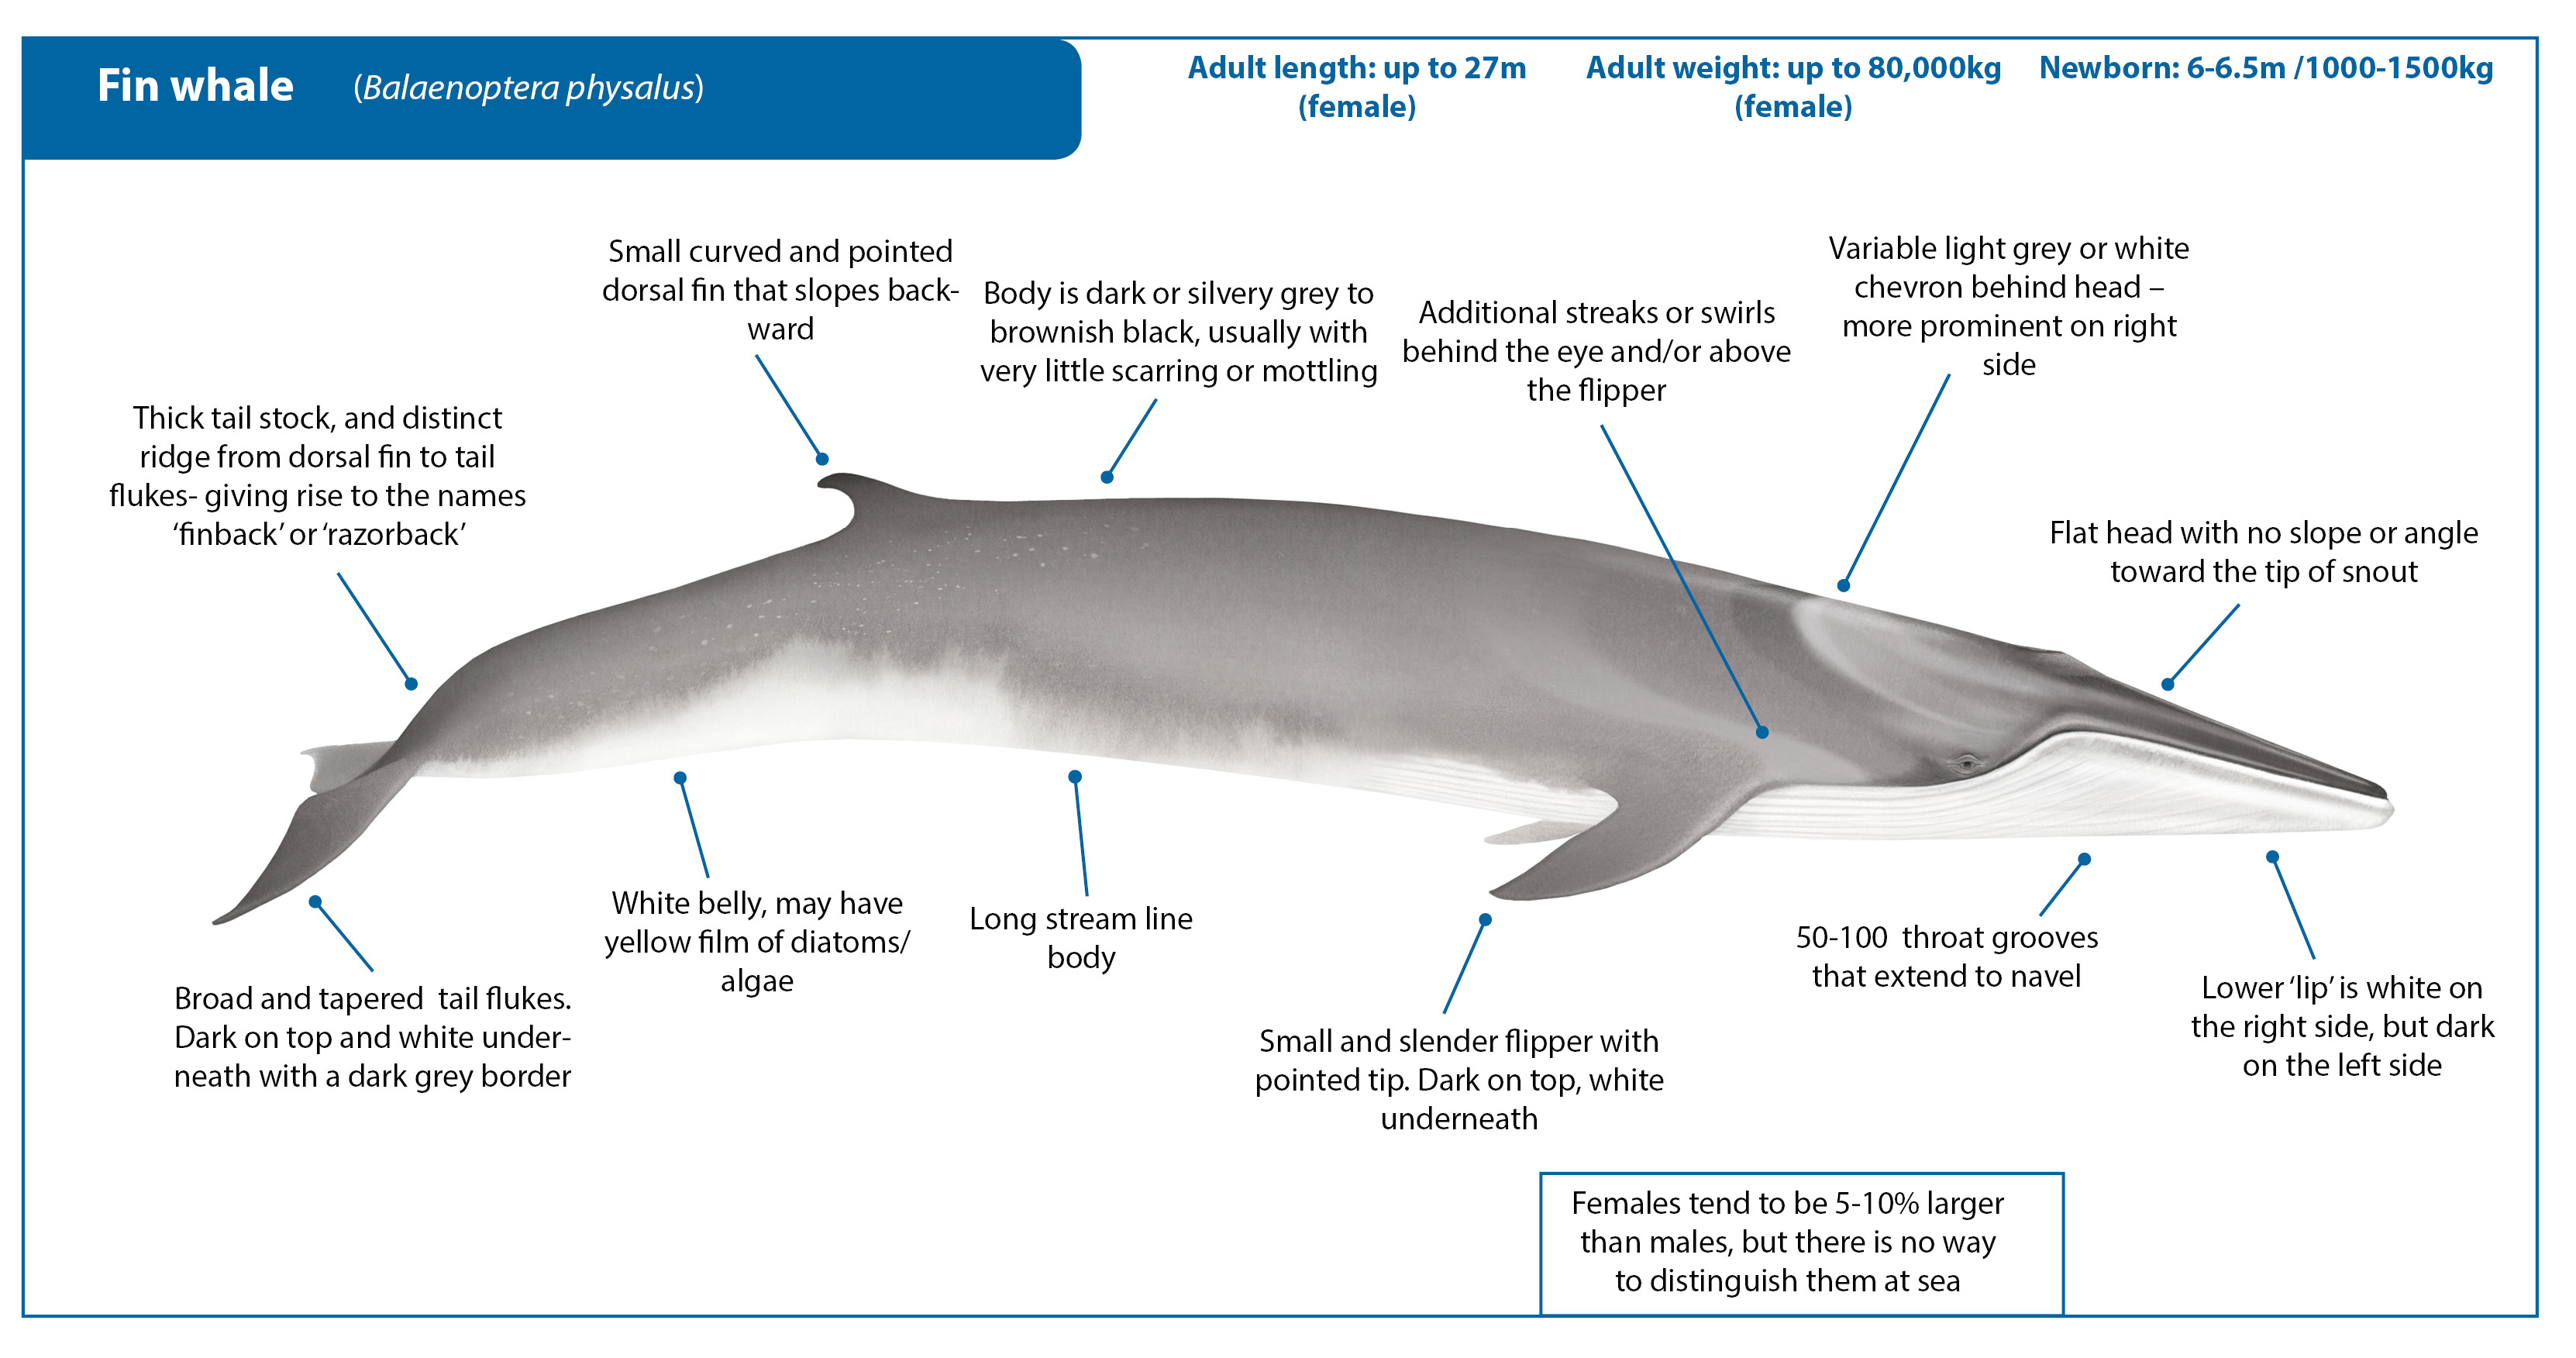 Fin whale (Balaenoptera physalus)
Adult length: up to 27m
(female)
Adult weight: up to 80,000kg
(female)
Newborn: 6-6.5m /1000-1500kg
Small curved and pointed
dorsal fin that slopes back-
ward
Body is dark or silvery grey to
brownish black, usually with
very little scarring or mottling
Additional streaks or swirls
behind the eye and/or above
the flipper
Variable light grey or white
chevron behind head –
more prominent on right
side
Thick tail stock, and distinct
ridge from dorsal fin to tail
flukes- giving rise to the names
‘finback’ or ‘razorback’
Flat head with no slope or angle
toward the tip of snout
Broad and tapered  tail flukes.
Dark on top and white under-
neath with a dark grey border
White belly, may have
yellow film of diatoms/
algae
Long stream line
body
Small and slender flipper with
pointed tip. Dark on top, white
underneath
50-100  throat grooves
that extend to navel
Lower ‘lip’ is white on
the right side, but dark
on the left side
Females tend to be 5-10% larger
than males, but there is no way
to distinguish them at sea